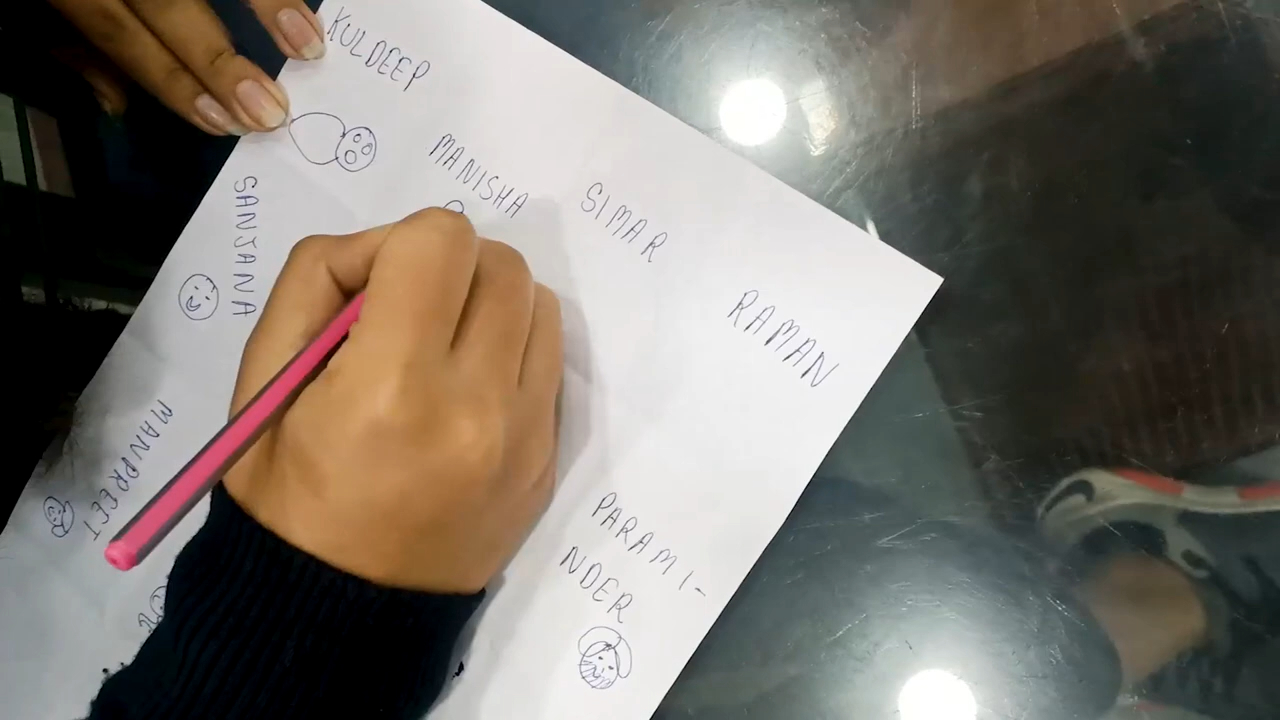 KULDEEP
MANISHA
SIMAR
RAMAN
SANJANA
MANPREET
PARAMI-
NDER